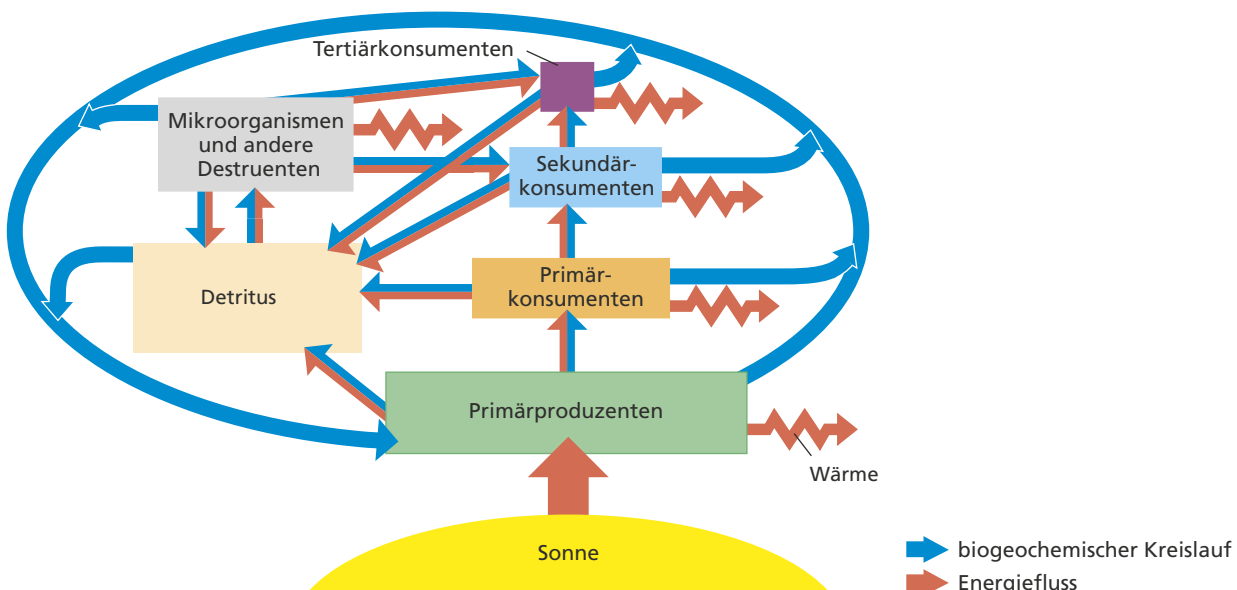 Tertiärkonsumenten
Mikroorganismen
und andere
Destruenten
Sekundär-
konsumenten
Detritus
Primär-
konsumenten
Primärproduzenten
Wärme
Sonne
biogeochemischer Kreislauf
Energiefluss